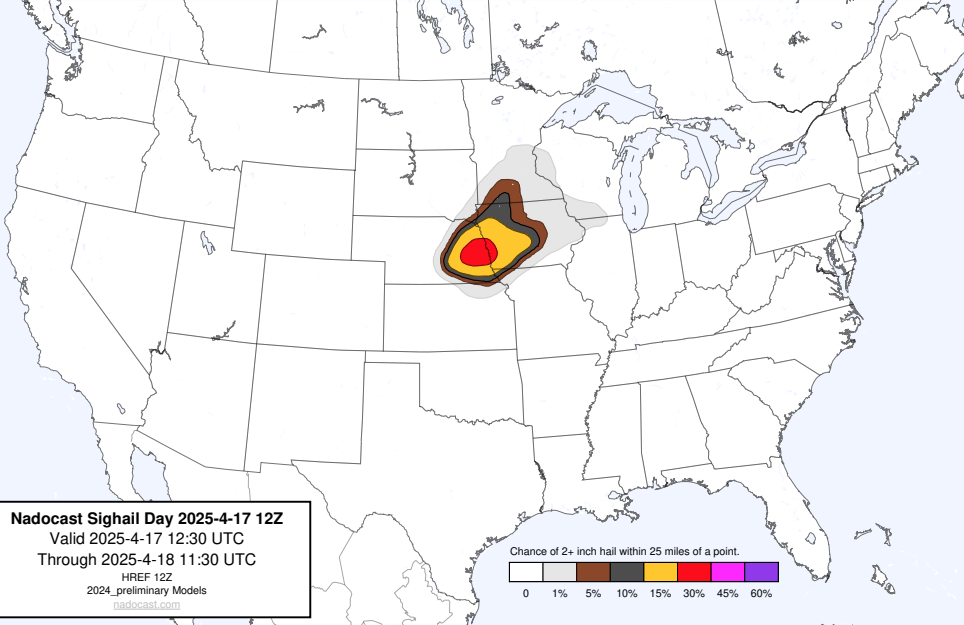 Nadocast Sighail Day 2025-4-17 12Z
Valid 2025-4-17 12:30 UTC
Through 2025-4-18 11:30 UTC
HREF 12Z
2024_preliminary Models
nadocast.com
Chance of 2+ inch hail within 25 miles of a point.
0 1% 5% 10% 15% 30% 45% 60%